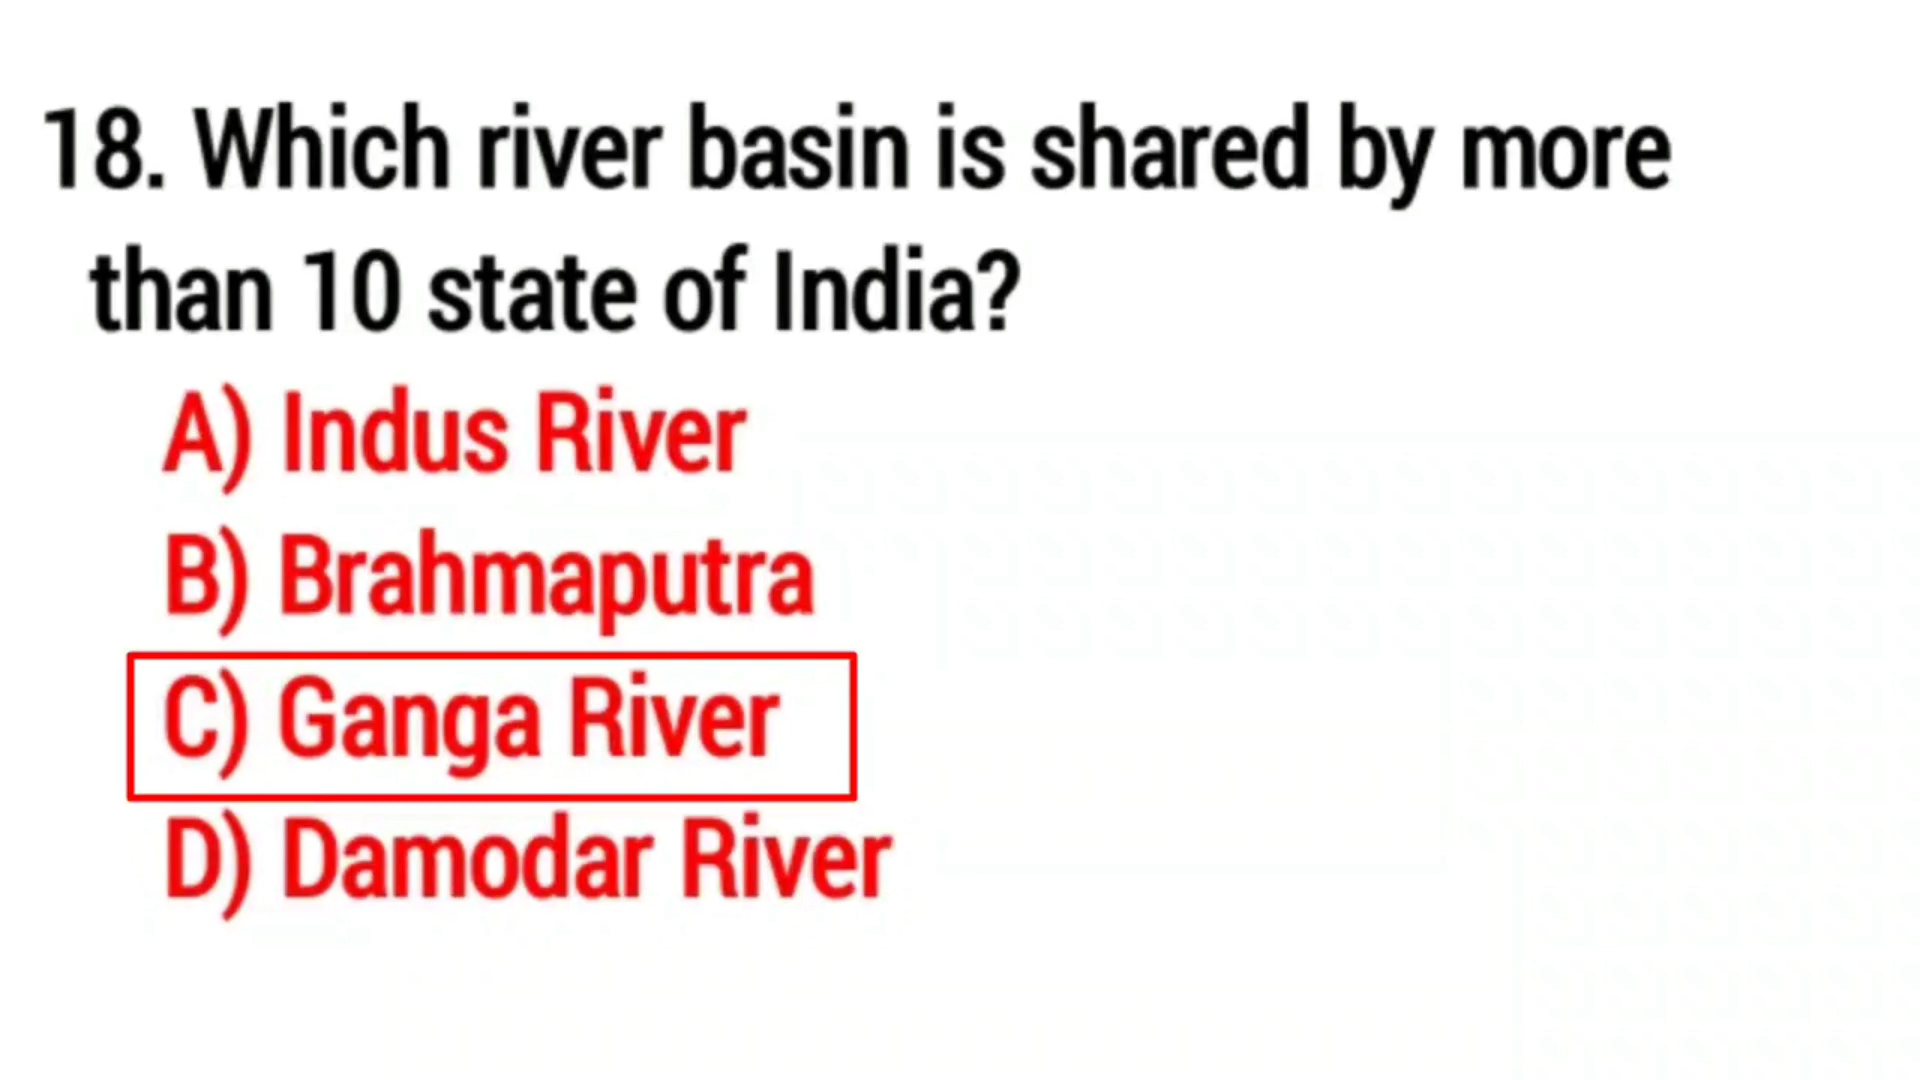 18. Which river basin is shared by more
than 10 state of India?
A) Indus River
B) Brahmaputra
C) Ganga River
D) Damodar River